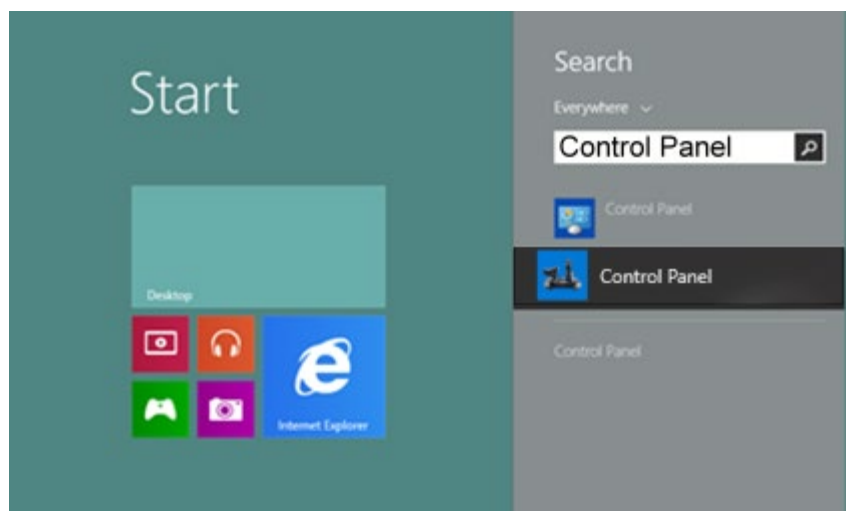 Start
Desktop
Internet Explorer
Search
Everywhere
Control Panel
Control Panel
Control Panel
Control Panel